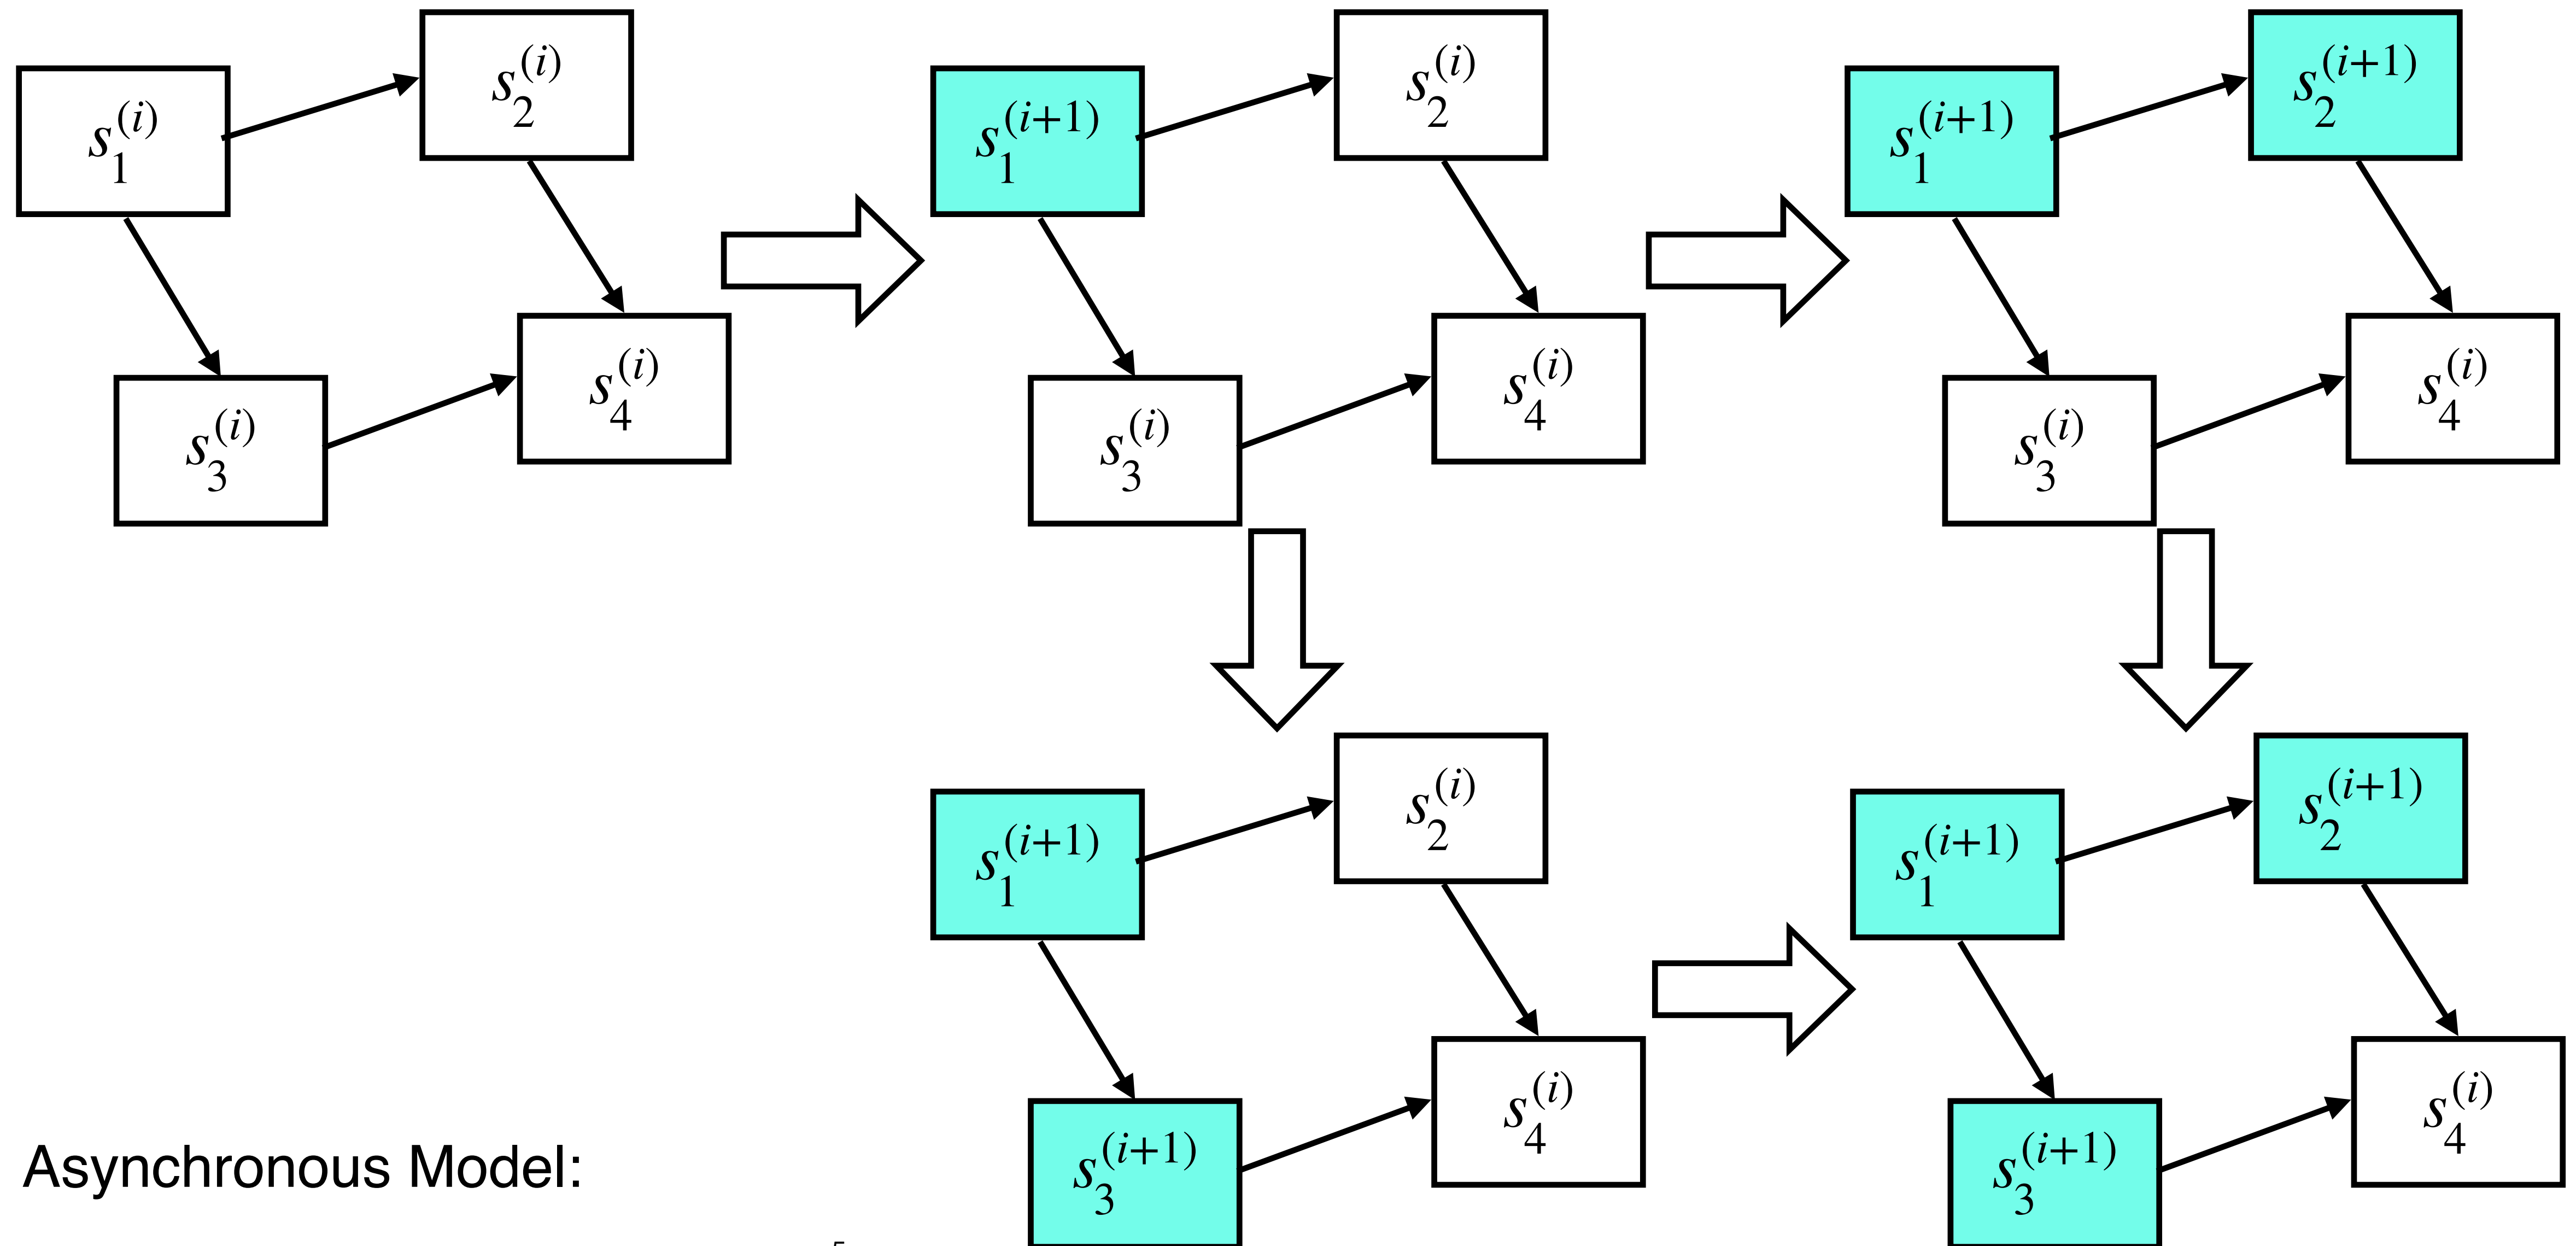 s_1^{(i)}
s_2^{(i)}
s_3^{(i)}
s_4^{(i)}
s_1^{(i+1)}
s_2^{(i)}
s_3^{(i)}
s_4^{(i)}
s_1^{(i+1)}
s_2^{(i+1)}
s_3^{(i)}
s_4^{(i)}
s_1^{(i+1)}
s_2^{(i)}
s_3^{(i+1)}
s_4^{(i)}
s_1^{(i+1)}
s_2^{(i+1)}
s_3^{(i+1)}
s_4^{(i)}
Asynchronous Model: